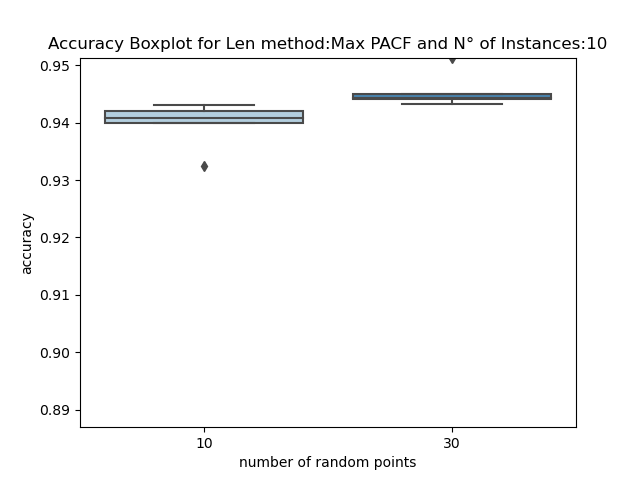 Accuracy Boxplot for Len method:Max PACF and N° of Instances:10
0.95
0.94
0.93
0.92
0.91
0.90
0.89
accuracy
10 30
number of random points